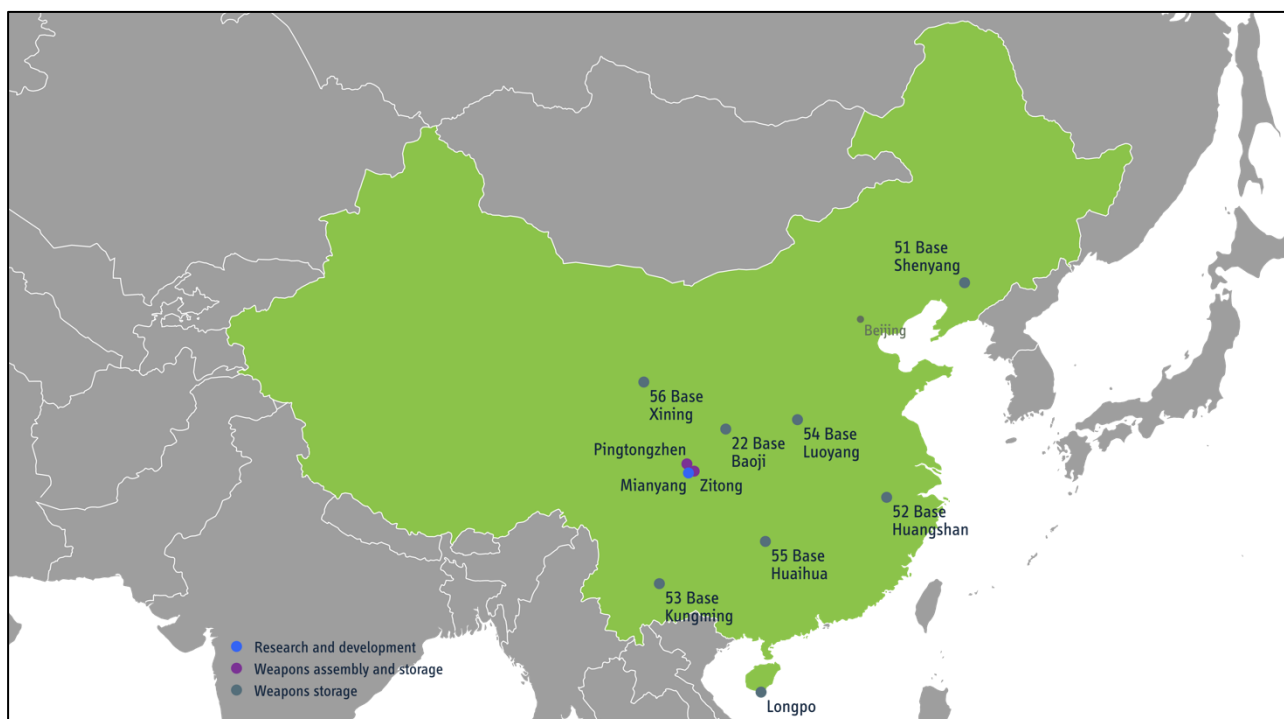 51 Base
Shenyang
Beijing
56 Base
Xining
22 Base
Baoji
54 Base
Luoyang
Pingtongzhen
Mianyang
Zitong
52 Base
Huangshan
55 Base
Huaihua
53 Base
Kungming
Research and development
Weapons assembly and storage
Weapons storage
Longpo